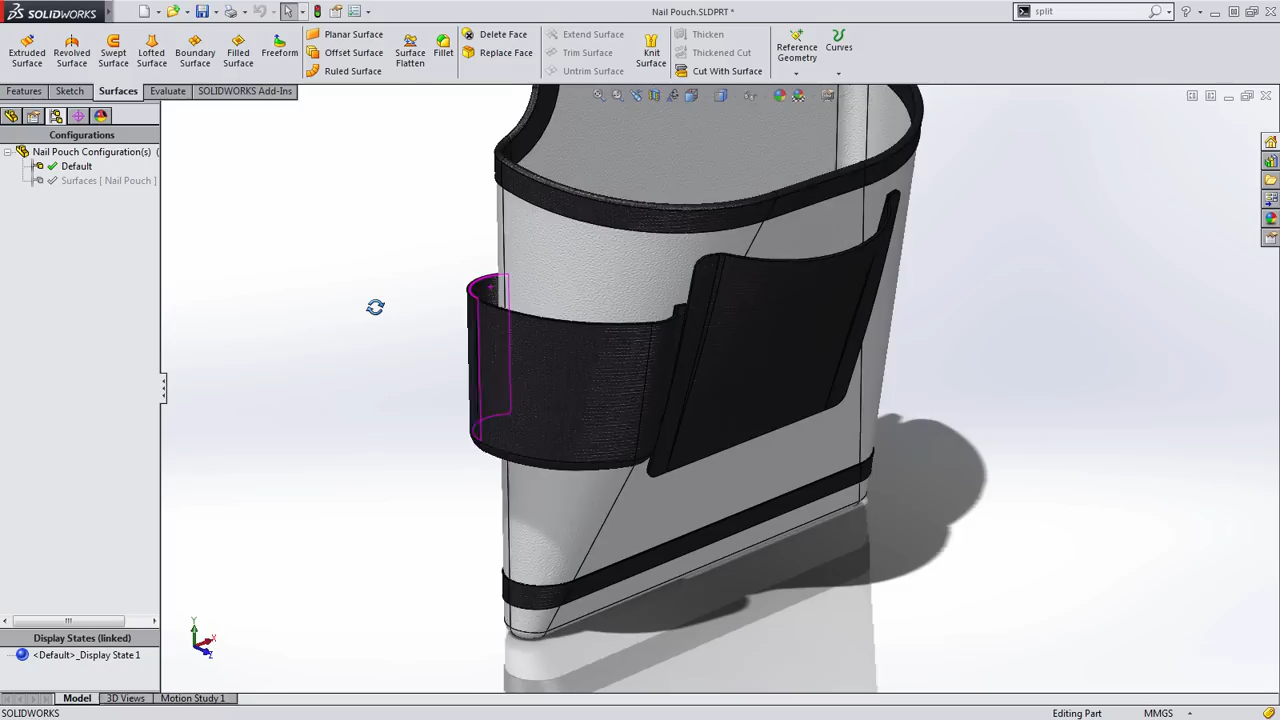 SOLIDWORKS
Nail Pouch.SLDPRT *
split
Extruded Surface
Revolved Surface
Swept Surface
Lofted Surface
Boundary Surface
Filled Surface
Freeform
Planar Surface
Offset Surface
Ruled Surface
Surface Flatten
Fillet
Delete Face
Replace Face
Extend Surface
Trim Surface
Untrim Surface
Knit Surface
Thicken
Thickened Cut
Cut With Surface
Reference Geometry
Curves
Features
Sketch
Surfaces
Evaluate
SOLIDWORKS Add-Ins
Configurations
Nail Pouch Configuration(s) (
Default
Surfaces [ Nail Pouch ]
Y
X
Z
Display States (linked)
<Default>_Display State 1
Model
3D Views
Motion Study 1
SOLIDWORKS
Editing Part
MMGS